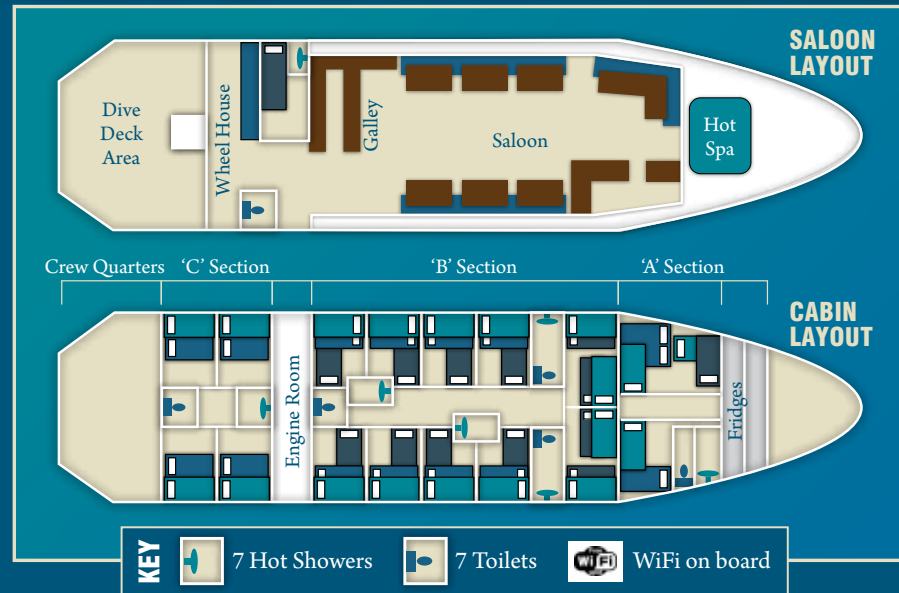 SALOON
LAYOUT
Dive
Deck
Area
Wheel House
Galley
Saloon
Hot
Spa
Crew Quarters
‘C’ Section
‘B’ Section
‘A’ Section
CABIN
LAYOUT
Engine Room
Fridges
KEY
7 Hot Showers
7 Toilets
WiFi
WiFi on board